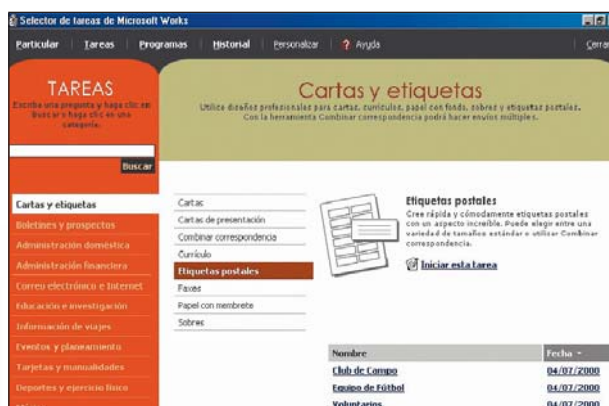 Selector de tareas de Microsoft Works
Particular
Tareas
Programas
Historial
Personalizar
? Ayuda
Cerrar
TAREAS
Escriba una pregunta y haga clic en
Buscar o haga clic en una
categoría.
Buscar
Cartas y etiquetas
Utilice diseños profesionales para cartas, currículos, papel con fondo, sobres y etiquetas postales.
Con la herramienta Combinar correspondencia podrá hacer envíos múltiples.
Cartas y etiquetas
Boletines y prospectos
Administración doméstica
Administración financiera
Correo electrónico e Internet
Educación e investigación
Información de viajes
Eventos y planeamiento
Tarjetas y manualidades
Deportes y ejercicio físico
Cartas
Cartas de presentación
Combinar correspondencia
Currículo
Etiquetas postales
Faxes
Papel con membrete
Sobres
Etiquetas postales
Cree rápida y cómodamente etiquetas postales
con un aspecto increíble. Puede elegir entre una
variedad de tamaños estándar o utilizar Combinar
correspondencia.
Iniciar esta tarea
Nombre
Fecha
Club de Campo
04/07/2000
Equipo de Fútbol
04/07/2000
Voluntarios
04/07/2000